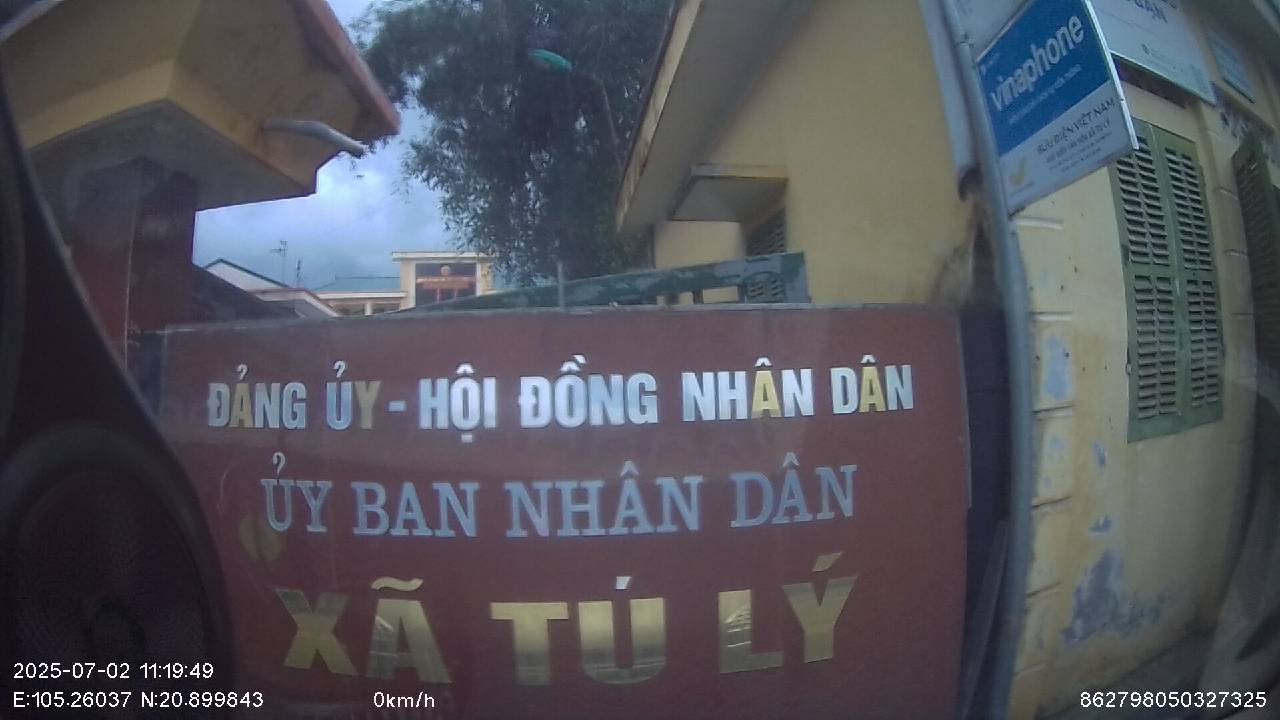 vinaphone
BƯU ĐIỆN VIỆT NAM
ĐẢNG ỦY - HỘI ĐỒNG NHÂN DÂN
ỦY BAN NHÂN DÂN
XÃ TÚ LÝ
2025-07-02 11:19:49
E:105.26037 N:20.899843
0km/h
862798050327325